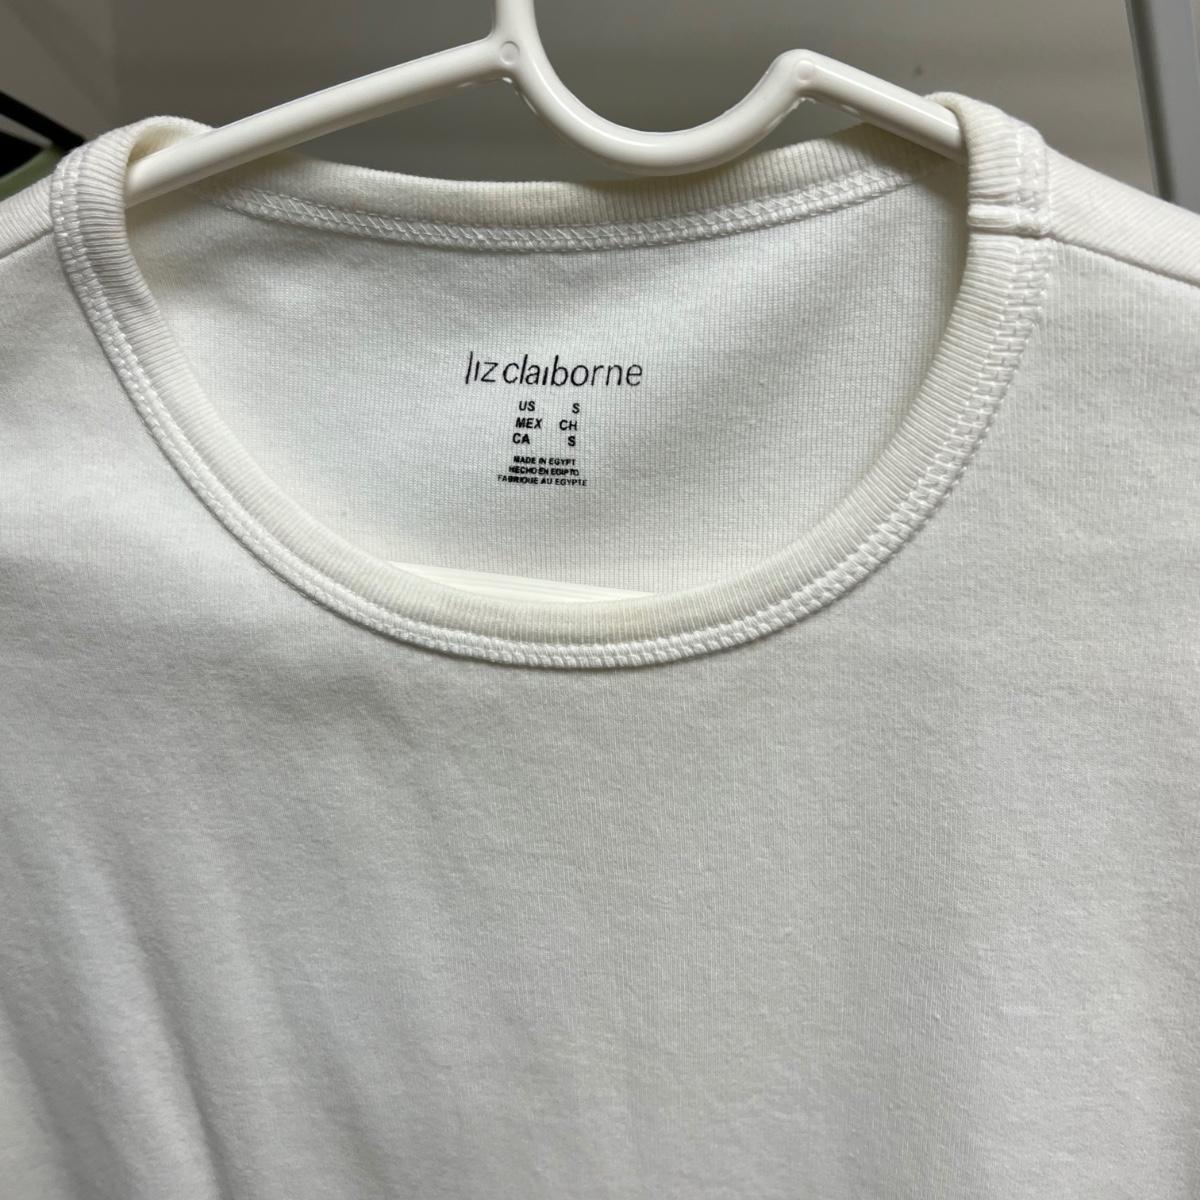 liz claiborne
US S
MEX CH
CA S
MADE IN EGYPT
HECHO EN EGIPTO
FABRIQUE AU EGYPTE